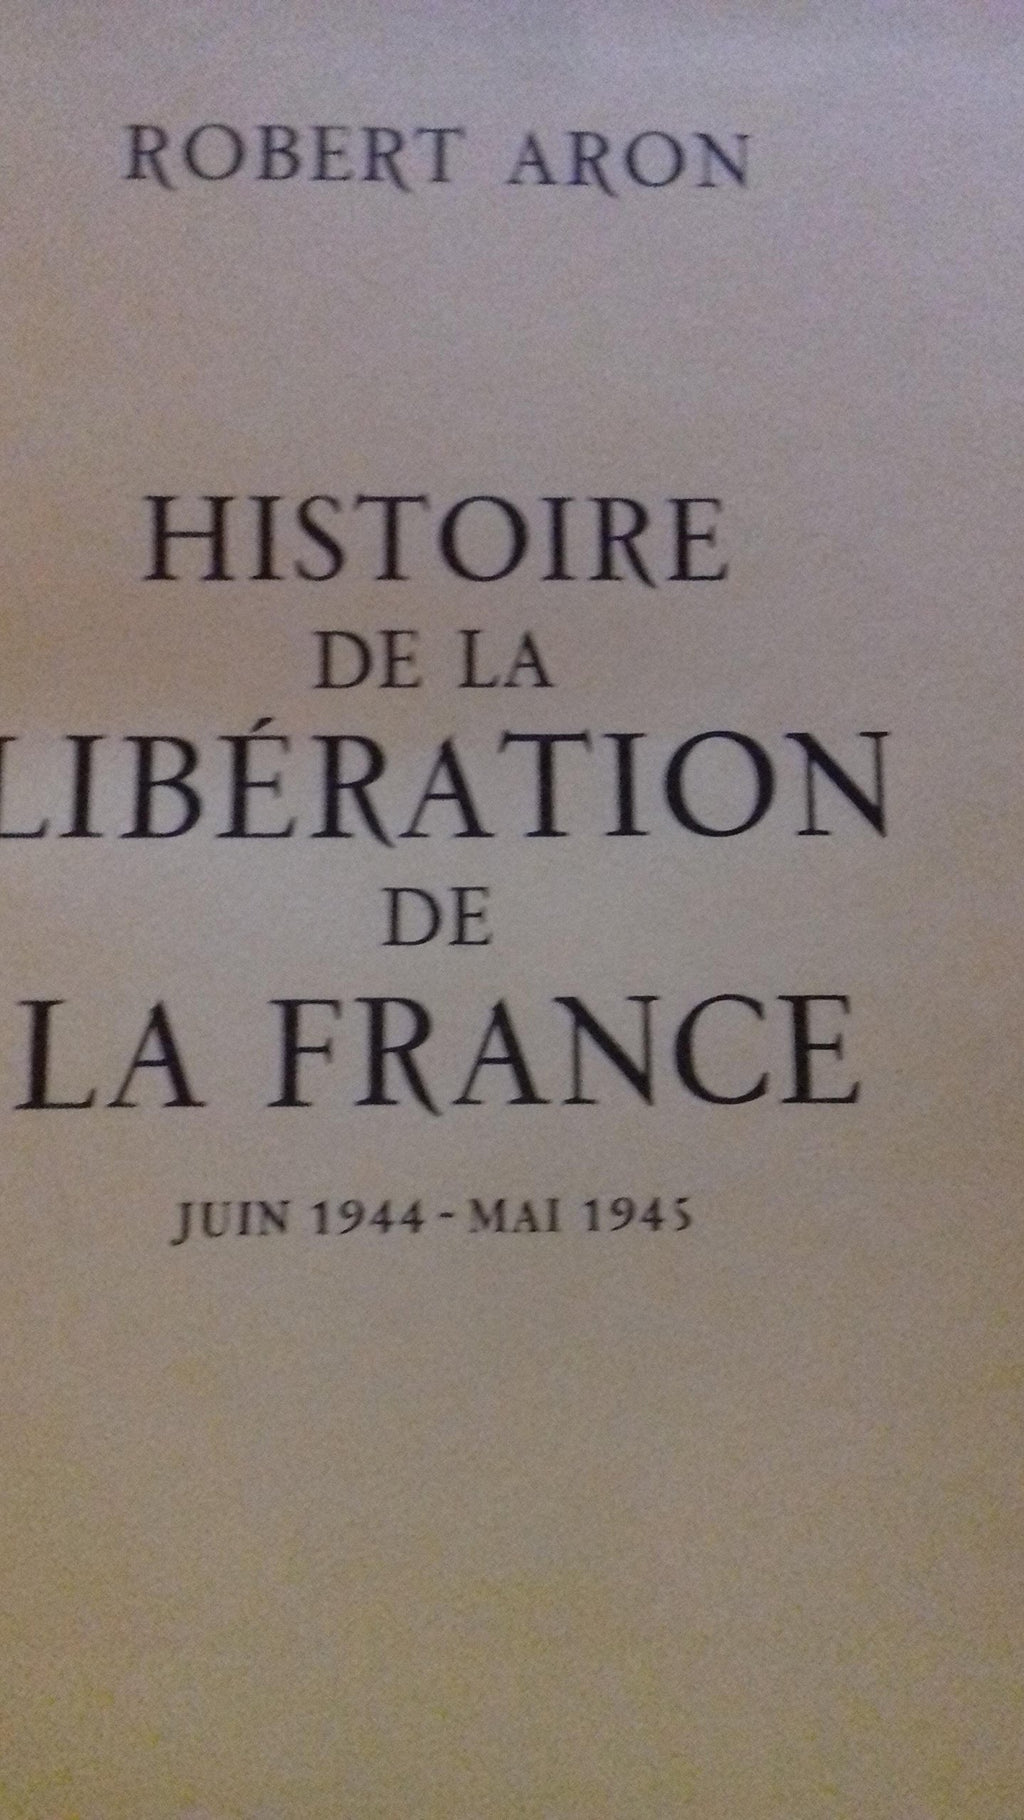 ROBERT ARON
HISTOIRE
DE LA
LIBÉRATION
DE
LA FRANCE
JUIN 1944 - MAI 1945